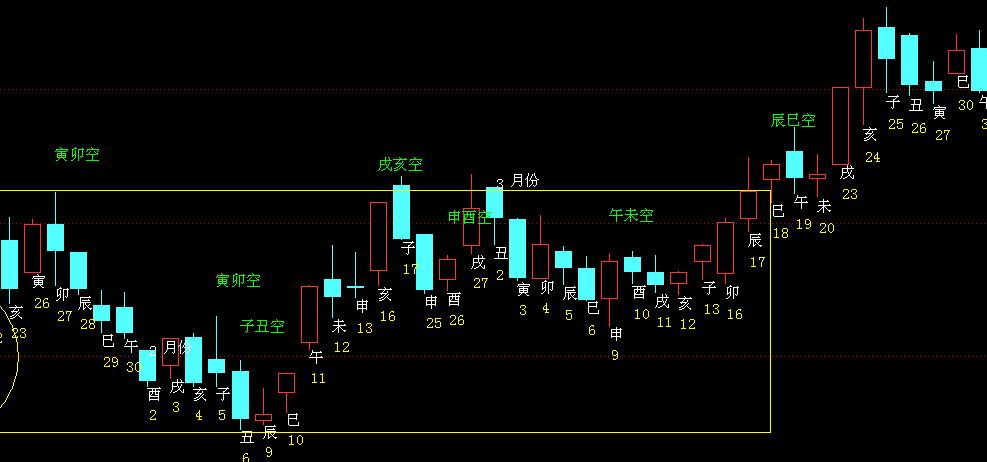 寅卯空
亥
23
寅
26
卯
27
辰
28
巳
29
午
30
2 月份
酉
2
戌
3
亥
4
子
5
寅卯空
子丑空
丑
6
辰
9
巳
10
午
11
未
12
申
13
亥
16
戌亥空
子
17
申
25
酉
26
申酉空
戌
27
3 月份
丑
2
寅
3
卯
4
辰
5
巳
6
申
9
午未空
酉
10
戌
11
亥
12
子
13
卯
16
辰
17
巳
18
辰巳空
午
19
未
20
戌
23
亥
24
子
25
丑
26
寅
27
巳
30
午